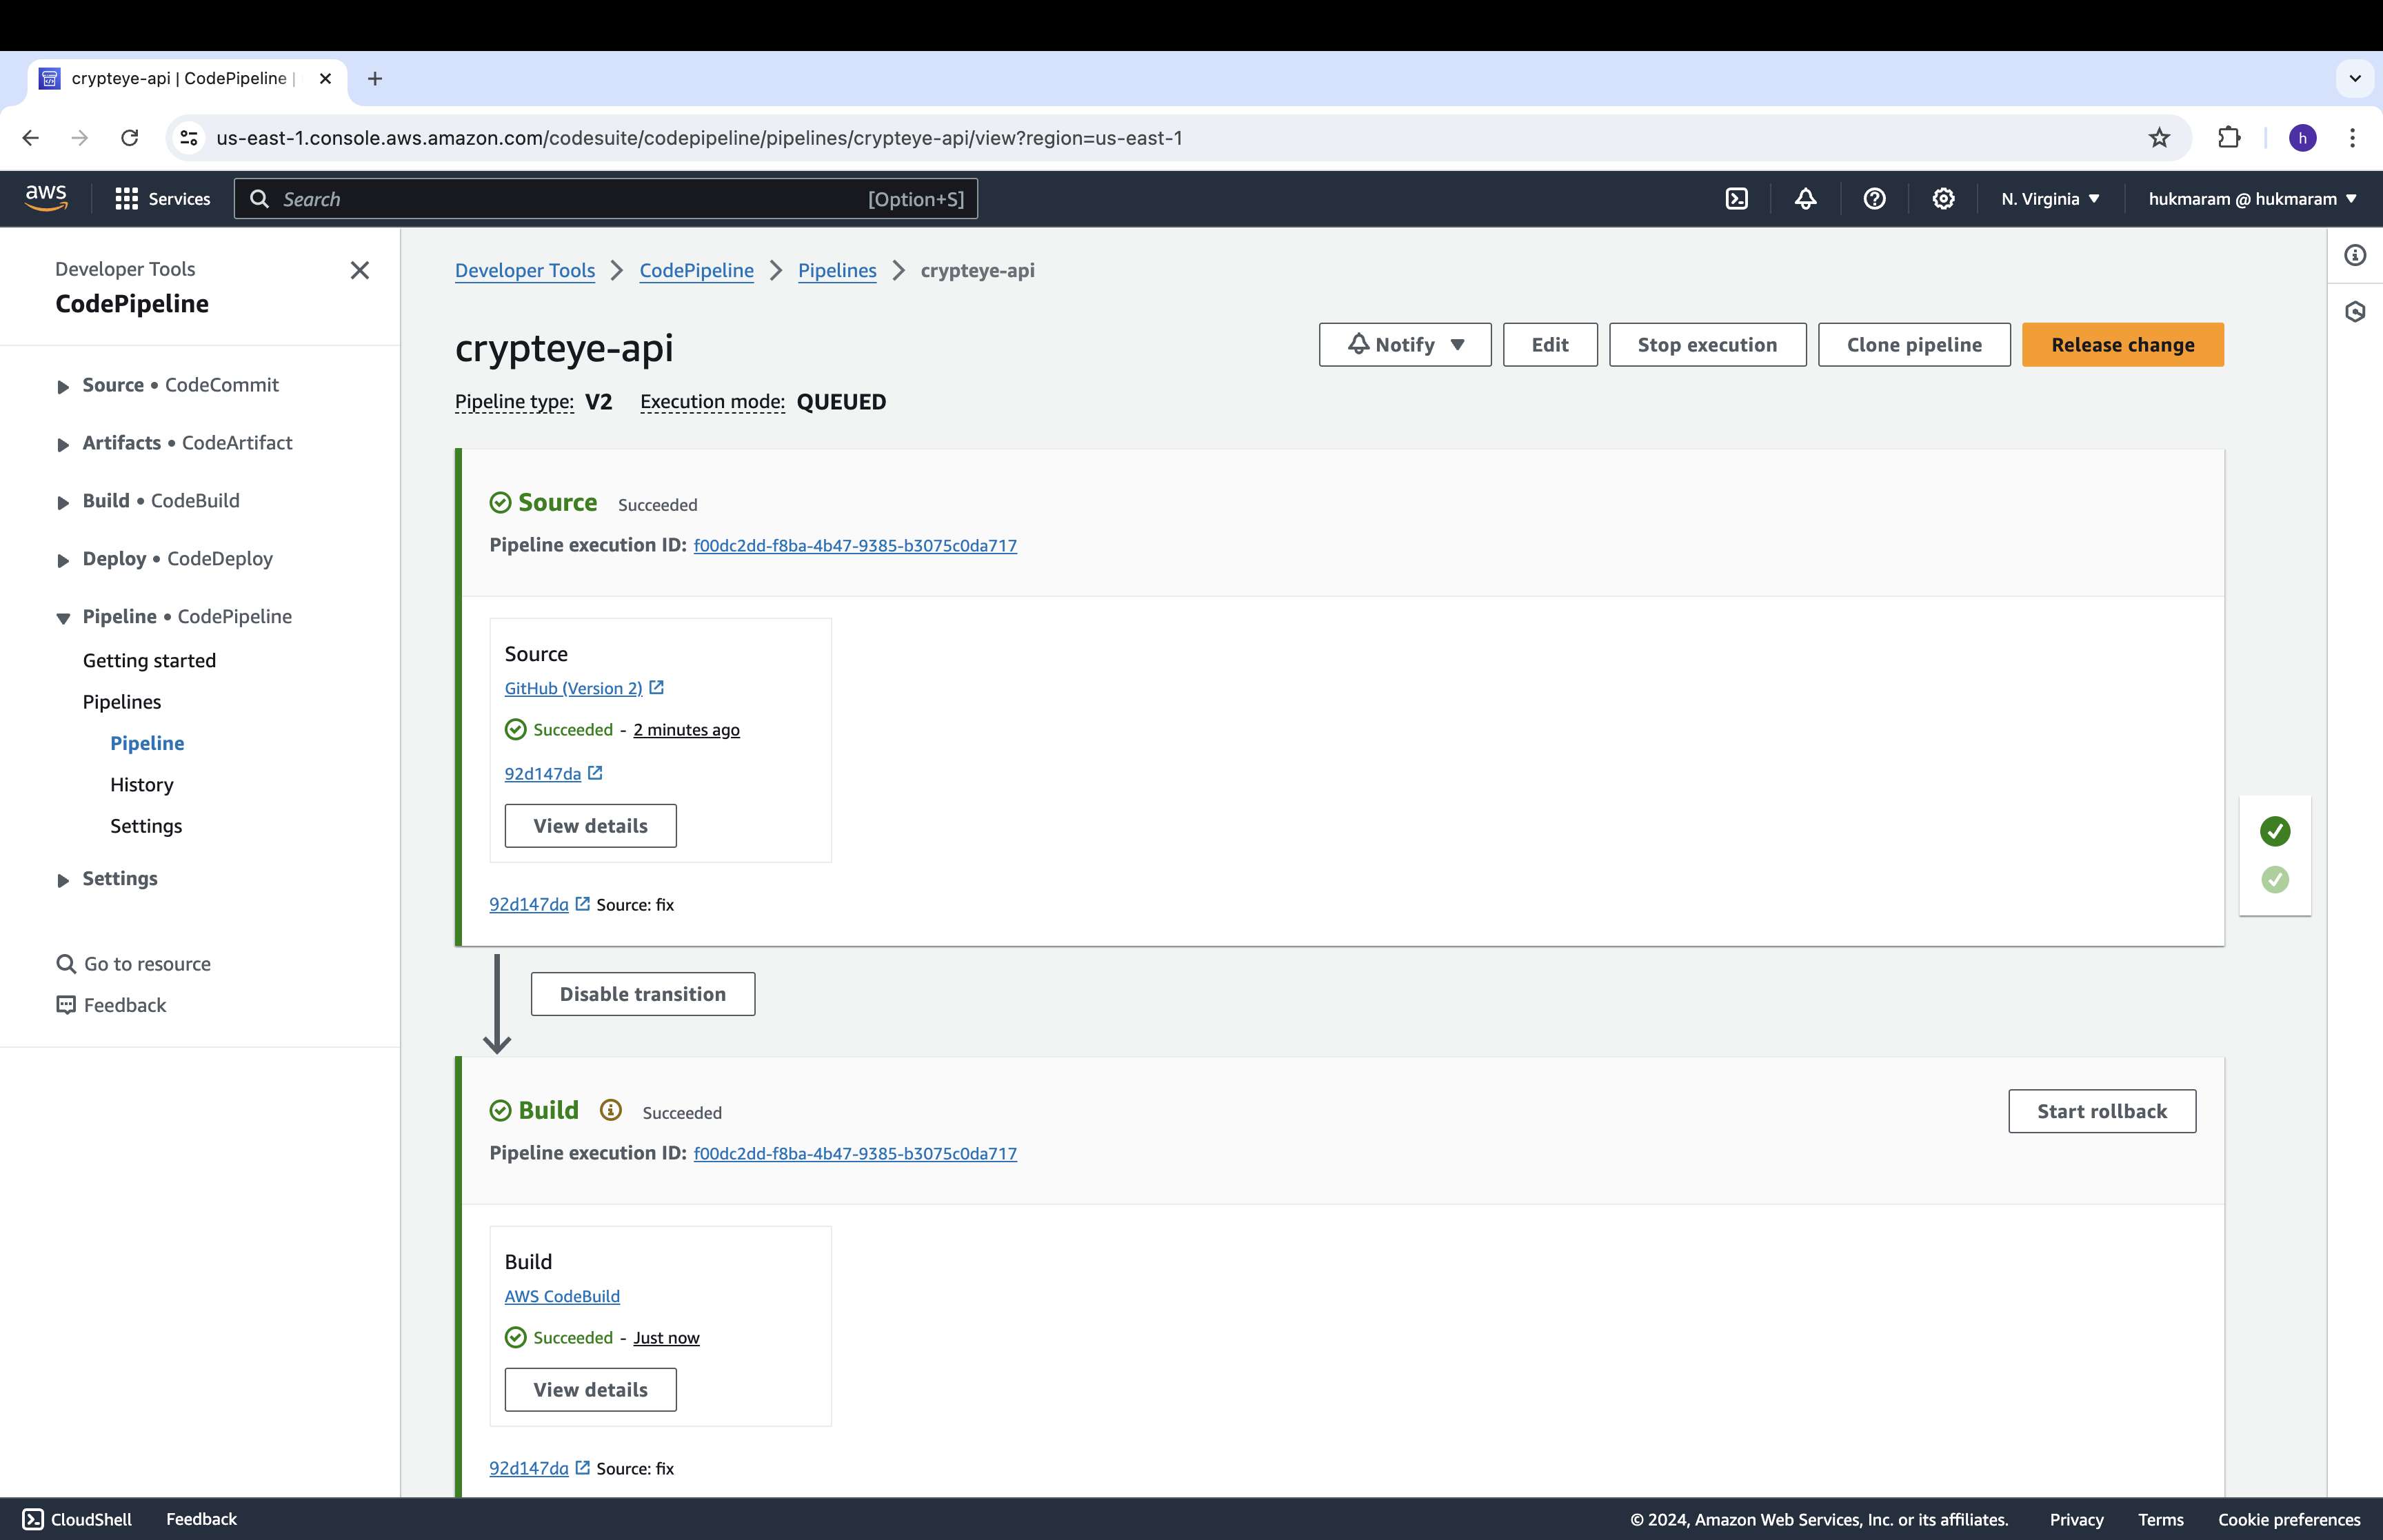 crypteye-api | CodePipeline |
us-east-1.console.aws.amazon.com/codesuite/codepipeline/pipelines/crypteye-api/view?region=us-east-1
h
aws
Services
Search
[Option+S]
N. Virginia
hukmaram @ hukmaram
Developer Tools
CodePipeline
Source • CodeCommit
Artifacts • CodeArtifact
Build • CodeBuild
Deploy • CodeDeploy
Pipeline • CodePipeline
Getting started
Pipelines
Pipeline
History
Settings
Settings
Go to resource
Feedback
Developer Tools
CodePipeline
Pipelines
crypteye-api
crypteye-api
Notify
Edit
Stop execution
Clone pipeline
Release change
Pipeline type: V2
Execution mode: QUEUED
Source Succeeded
Pipeline execution ID: f00dc2dd-f8ba-4b47-9385-b3075c0da717
Source
GitHub (Version 2)
Succeeded - 2 minutes ago
92d147da
View details
92d147da Source: fix
Disable transition
Build Succeeded
Start rollback
Pipeline execution ID: f00dc2dd-f8ba-4b47-9385-b3075c0da717
Build
AWS CodeBuild
Succeeded - Just now
View details
92d147da Source: fix
CloudShell
Feedback
© 2024, Amazon Web Services, Inc. or its affiliates.
Privacy
Terms
Cookie preferences